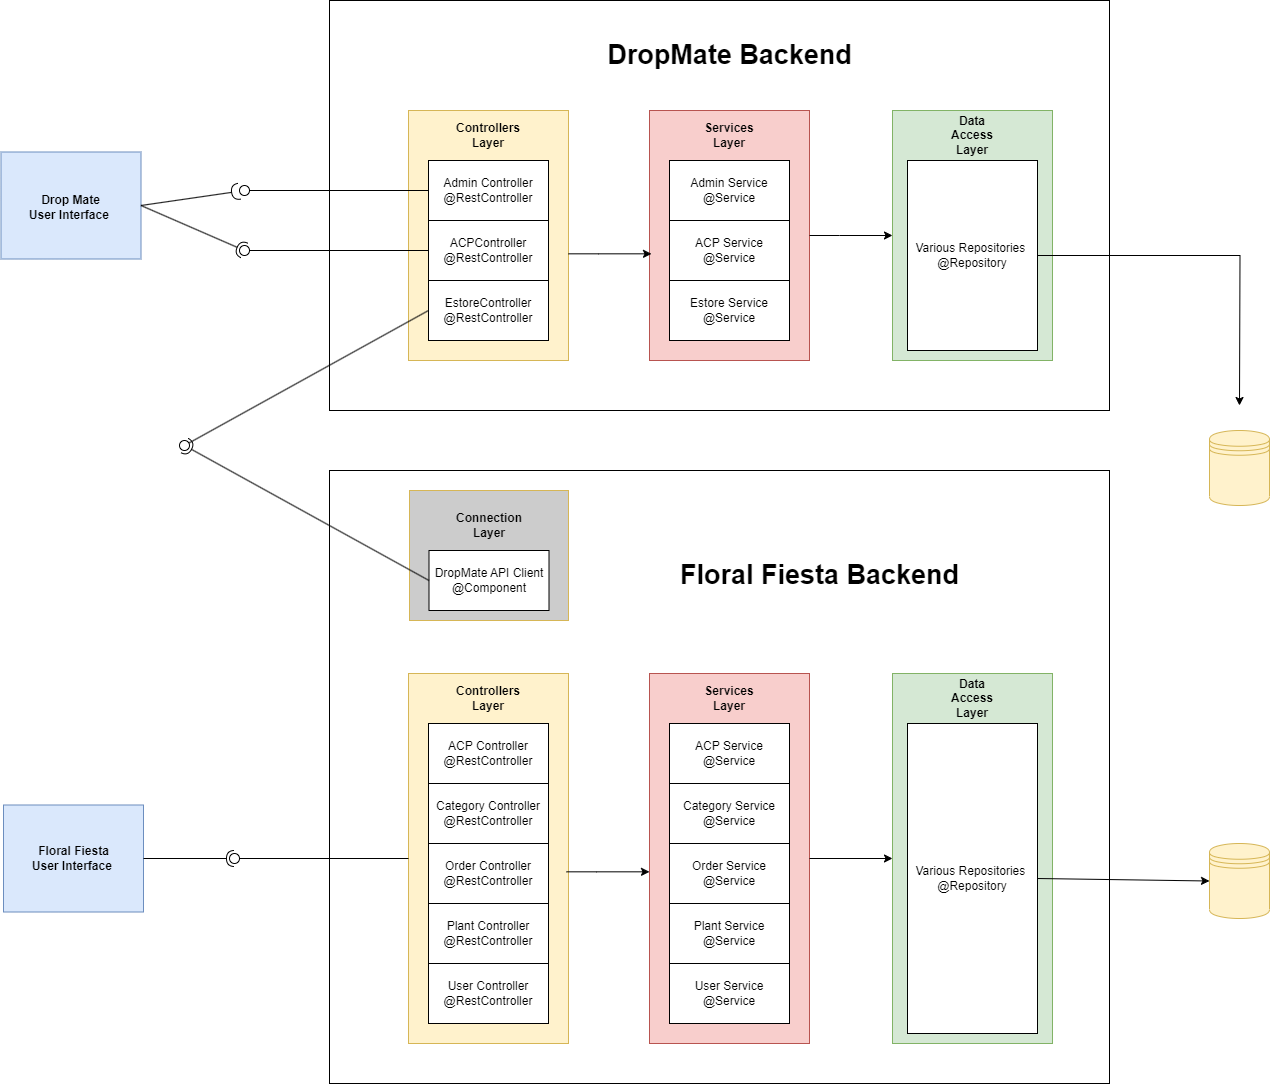 DropMate Backend
Controllers
Layer
Services
Layer
Data
Access
Layer
Drop Mate
User Interface
Admin Controller
@RestController
ACPController
@RestController
EstoreController
@RestController
Admin Service
@Service
ACP Service
@Service
Estore Service
@Service
Various Repositories
@Repository
Connection
Layer
DropMate API Client
@Component
Floral Fiesta Backend
Controllers
Layer
Services
Layer
Data
Access
Layer
Floral Fiesta
User Interface
ACP Controller
@RestController
Category Controller
@RestController
Order Controller
@RestController
Plant Controller
@RestController
User Controller
@RestController
ACP Service
@Service
Category Service
@Service
Order Service
@Service
Plant Service
@Service
User Service
@Service
Various Repositories
@Repository